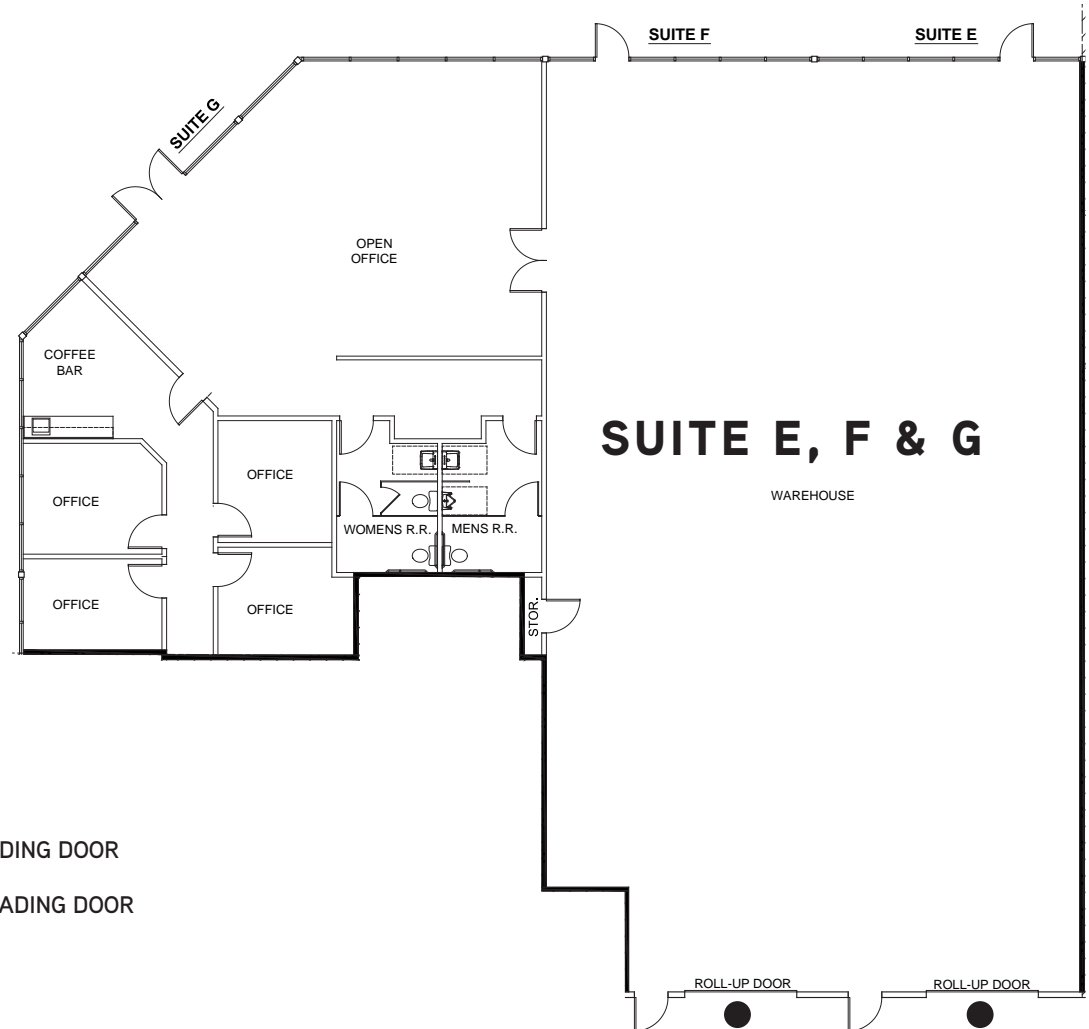 SUITE F
SUITE E
SUITE G
OPEN
OFFICE
COFFEE
BAR
SUITE E, F & G
OFFICE
OFFICE
WAREHOUSE
WOMENS R.R.
MENS R.R.
OFFICE
OFFICE
STOR.
DING DOOR
ADING DOOR
ROLL-UP DOOR
ROLL-UP DOOR